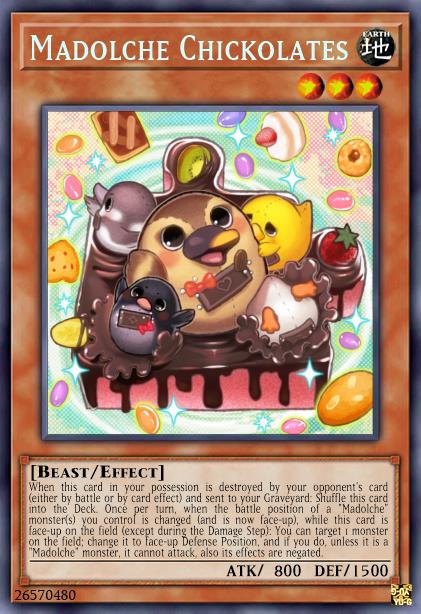 MADOLCHE CHICKOLATES
EARTH
地
[BEAST/EFFECT]
When this card in your possession is destroyed by your opponent's card
(either by battle or by card effect) and sent to your Graveyard: Shuffle this card
into the Deck. Once per turn, when the battle position of a "Madolche"
monster(s) you control is changed (and is now face-up), while this card is
face-up on the field (except during the Damage Step): You can target 1 monster
on the field; change it to face-up Defense Position, and if you do, unless it is a
"Madolche" monster, it cannot attack, also its effects are negated.
ATK/ 800 DEF/1500
26570480